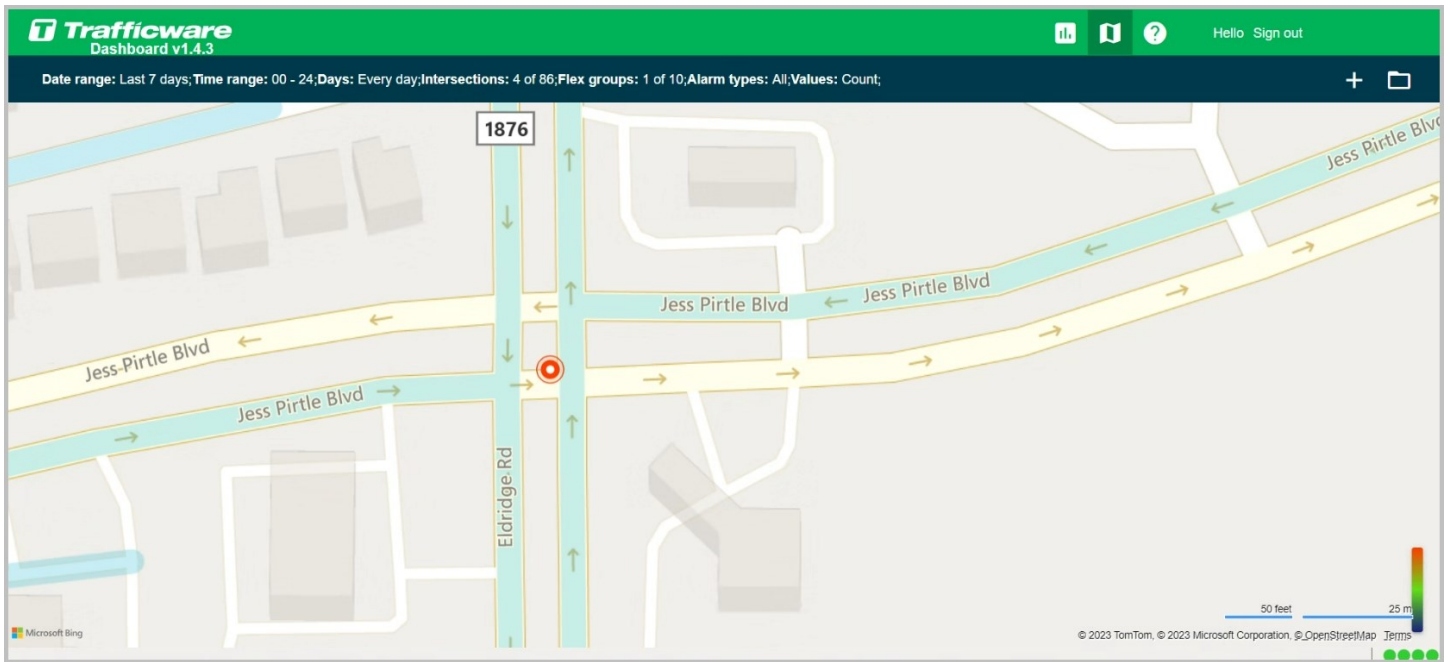 Trafficware
Dashboard v1.4.3
Hello Sign out
Date range: Last 7 days;Time range: 00 - 24;Days: Every day;Intersections: 4 of 86;Flex groups: 1 of 10;Alarm types: All;Values: Count;
1876
Jess Pirtle Blvd
Jess Pirtle Blvd
Jess Pirtle Blvd
Jess-Pirtle Blvd
Jess Pirtle Blvd
Eldridge Rd
50 feet
25 m
Microsoft Bing
© 2023 TomTom, © 2023 Microsoft Corporation, © OpenStreetMap Terms